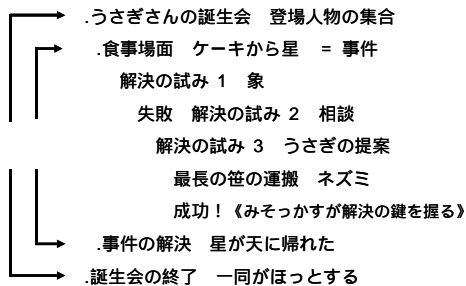 .うさぎさんの誕生会　登場人物の集合
.食事場面　ケーキから星　= 事件
解決の試み 1　象
失敗　解決の試み 2　相談
解決の試み 3　うさぎの提案
最長の笹の運搬　ネズミ
成功！《みそっかすが解決の鍵を握る》
.事件の解決　星が天に帰れた
.誕生会の終了　一同がほっとする